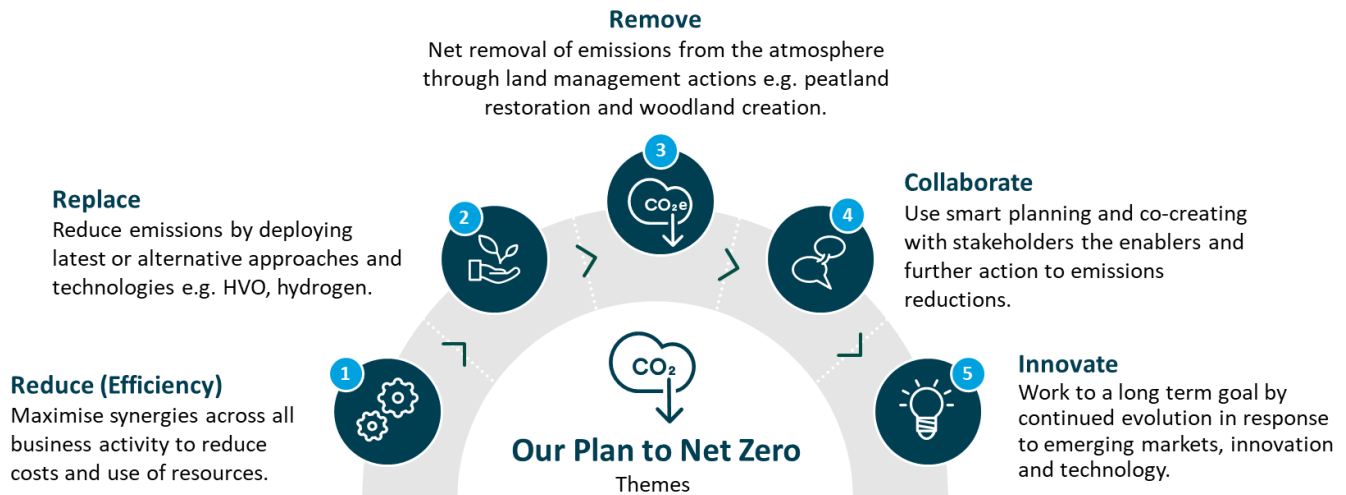 Remove
Net removal of emissions from the atmosphere
through land management actions e.g. peatland
restoration and woodland creation.
3
CO₂e
Replace
Reduce emissions by deploying
latest or alternative approaches and
technologies e.g. HVO, hydrogen.
2
Collaborate
Use smart planning and co-creating
with stakeholders the enablers and
further action to emissions
reductions.
4
Reduce (Efficiency)
Maximise synergies across all
business activity to reduce
costs and use of resources.
1
CO₂
Our Plan to Net Zero
Themes
5
Innovate
Work to a long term goal by
continued evolution in response
to emerging markets, innovation
and technology.